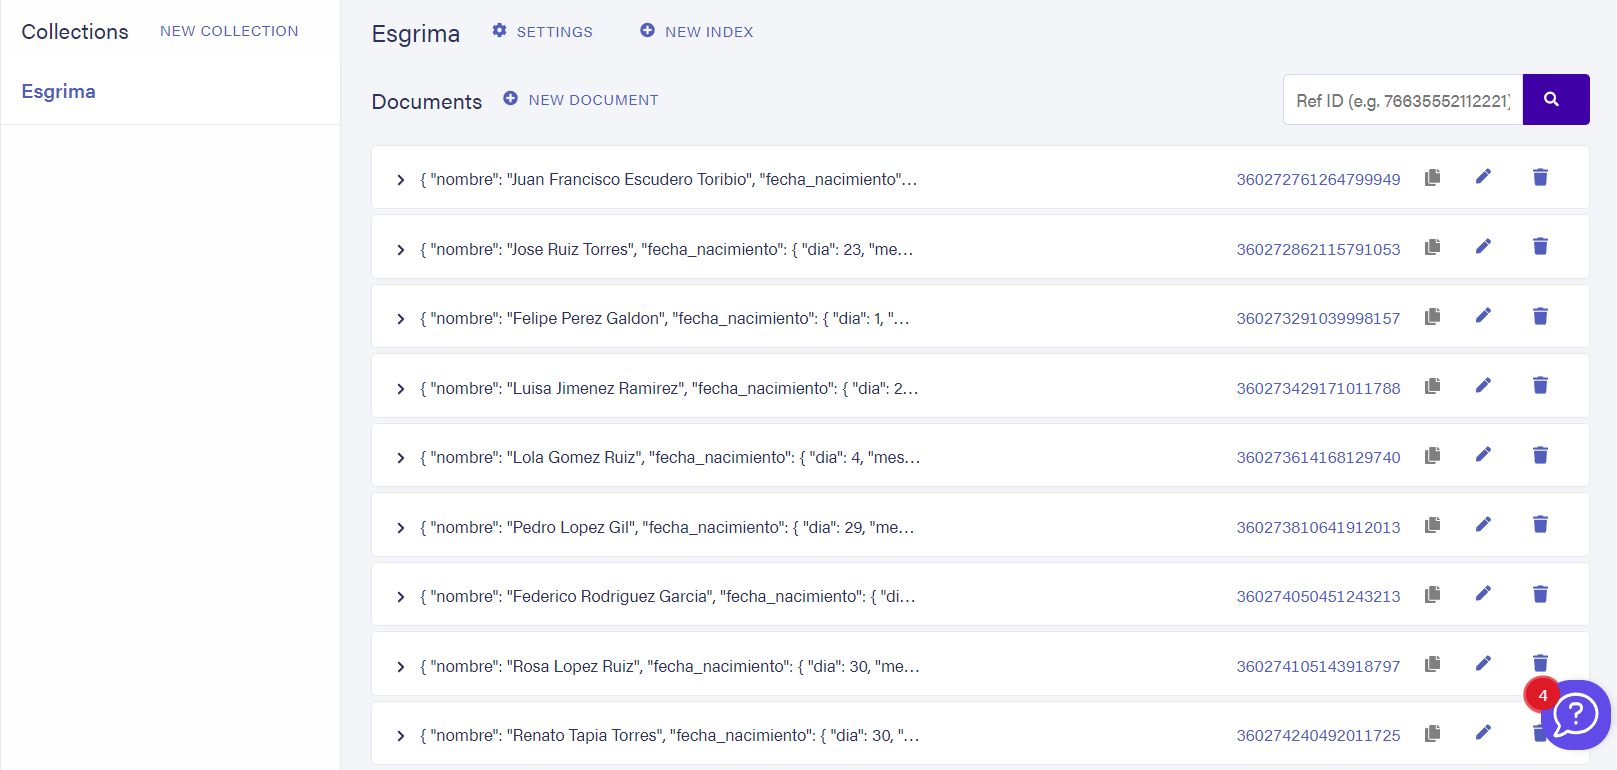 Collections NEW COLLECTION
Esgrima
Esgrima SETTINGS NEW INDEX
Documents NEW DOCUMENT
Ref ID (e.g. 76635552112221)
{ "nombre": "Juan Francisco Escudero Toribio", "fecha_nacimiento"... 360272761264799949
{ "nombre": "Jose Ruiz Torres", "fecha_nacimiento": { "dia": 23, "me... 360272862115791053
{ "nombre": "Felipe Perez Galdon", "fecha_nacimiento": { "dia": 1, "... 360273291039998157
{ "nombre": "Luisa Jimenez Ramirez", "fecha_nacimiento": { "dia": 2... 360273429171011788
{ "nombre": "Lola Gomez Ruiz", "fecha_nacimiento": { "dia": 4, "mes... 360273614168129740
{ "nombre": "Pedro Lopez Gil", "fecha_nacimiento": { "dia": 29, "me... 360273810641912013
{ "nombre": "Federico Rodriguez Garcia", "fecha_nacimiento": { "di... 360274050451243213
{ "nombre": "Rosa Lopez Ruiz", "fecha_nacimiento": { "dia": 30, "me... 360274105143918797
4
{ "nombre": "Renato Tapia Torres", "fecha_nacimiento": { "dia": 30, "... 360274240492011725